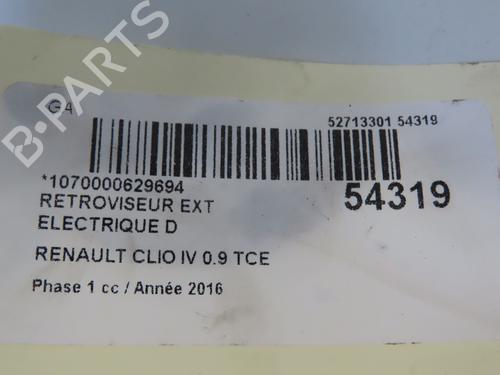 G4
B-PARTS
52713301 54319
*1070000629694
54319
RETROVISEUR EXT
ELECTRIQUE D
RENAULT CLIO IV 0.9 TCE
Phase 1 cc / Année 2016